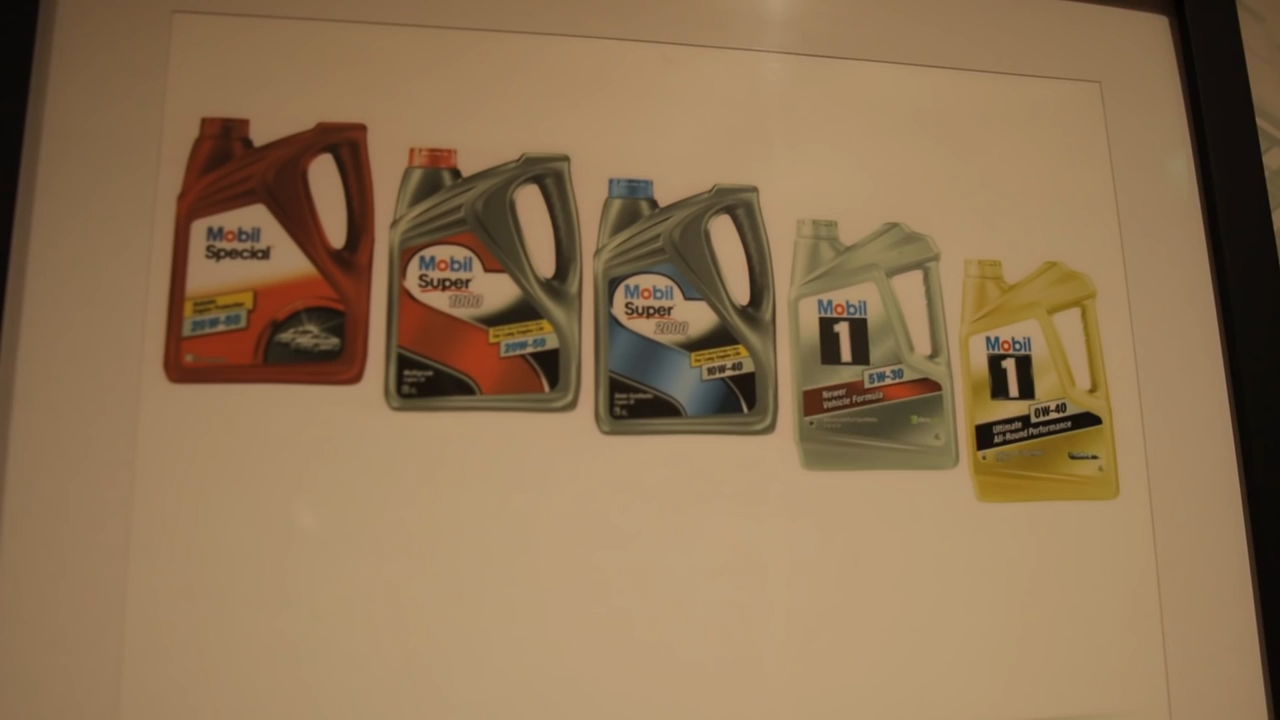 Mobil
Special
20W-50
Mobil
Super
1000
20W-50
Multigrade
Mobil
Super
2000
10W-40
Mobil
1
5W-30
Newer
Vehicle Formula
Mobil
1
0W-40
Ultimate
All-Round Performance